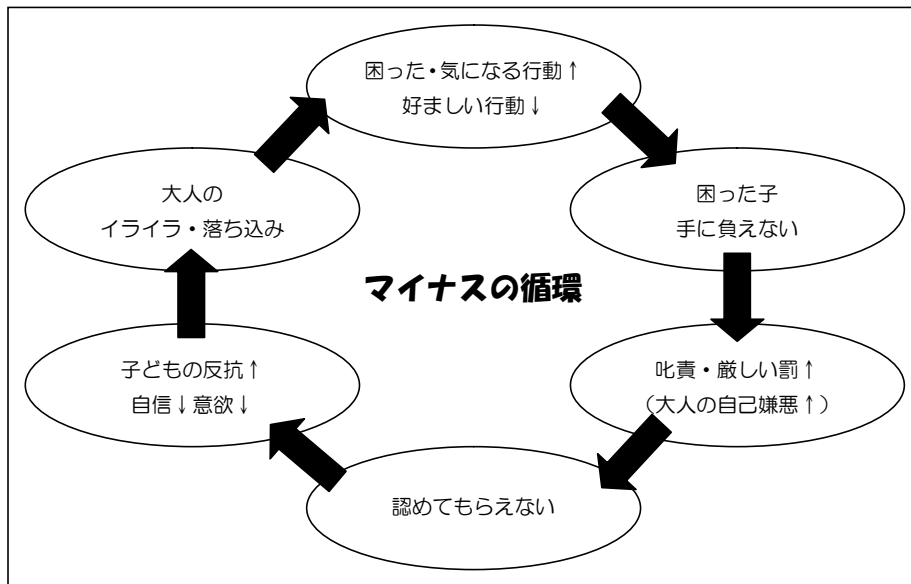 困った・気になる行動↑
好ましい行動↓
困った子
手に負えない
叱責・厳しい罰↑
（大人の自己嫌悪↑）
認めてもらえない
子どもの反抗↑
自信↓意欲↓
大人の
イライラ・落ち込み
マイナスの循環